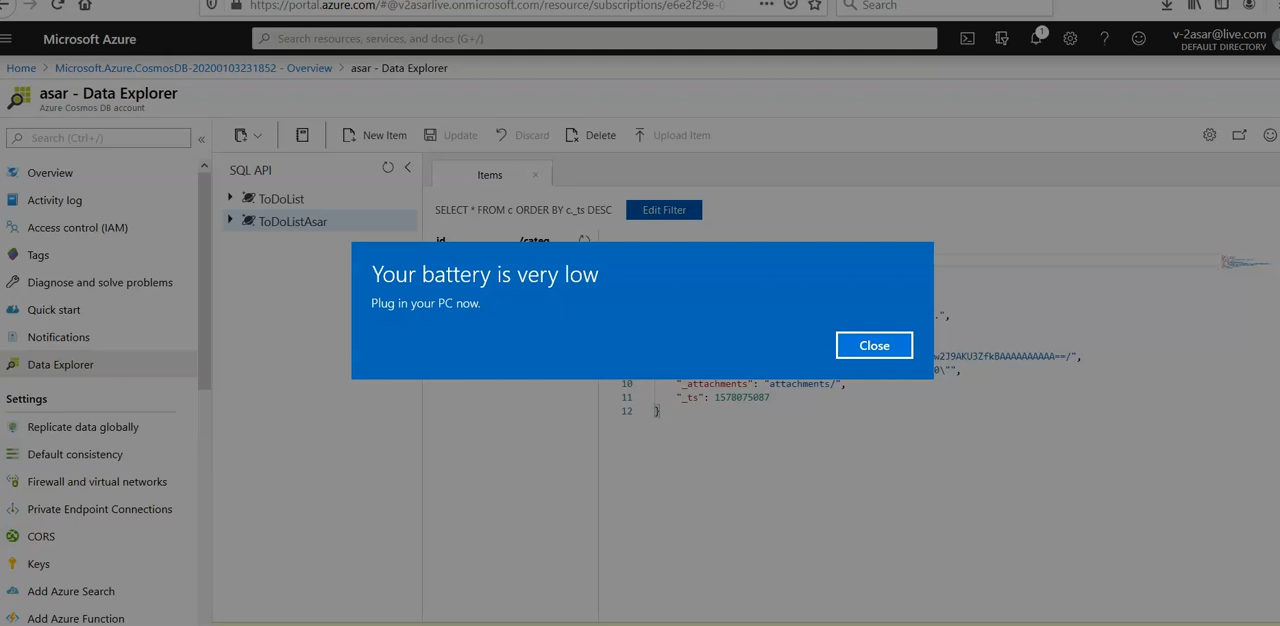 https://portal.azure.com/#@v2asarlive.onmicrosoft.com/resource/subscriptions/e6e2f29e-0
Search
Microsoft Azure
Search resources, services, and docs (G+/)
1
v-2asar@live.com
DEFAULT DIRECTORY
Home > Microsoft.Azure.CosmosDB-20200103231852 - Overview > asar - Data Explorer
asar - Data Explorer
Azure Cosmos DB account
Search (Ctrl+/)
«
New Item
Update
Discard
Delete
Upload Item
Overview
Activity log
Access control (IAM)
Tags
Diagnose and solve problems
Quick start
Notifications
Data Explorer
Settings
Replicate data globally
Default consistency
Firewall and virtual networks
Private Endpoint Connections
CORS
Keys
Add Azure Search
Add Azure Function
SQL API
ToDoList
ToDoListAsar
Items
SELECT * FROM c ORDER BY c._ts DESC
Edit Filter
id
/categ
Your battery is very low
Plug in your PC now.
Close
.",
w2J9AKU3ZfkBAAAAAAAAAA==/",
0\"",
10 "_attachments": "attachments/",
11 "_ts": 1578075087
12 }